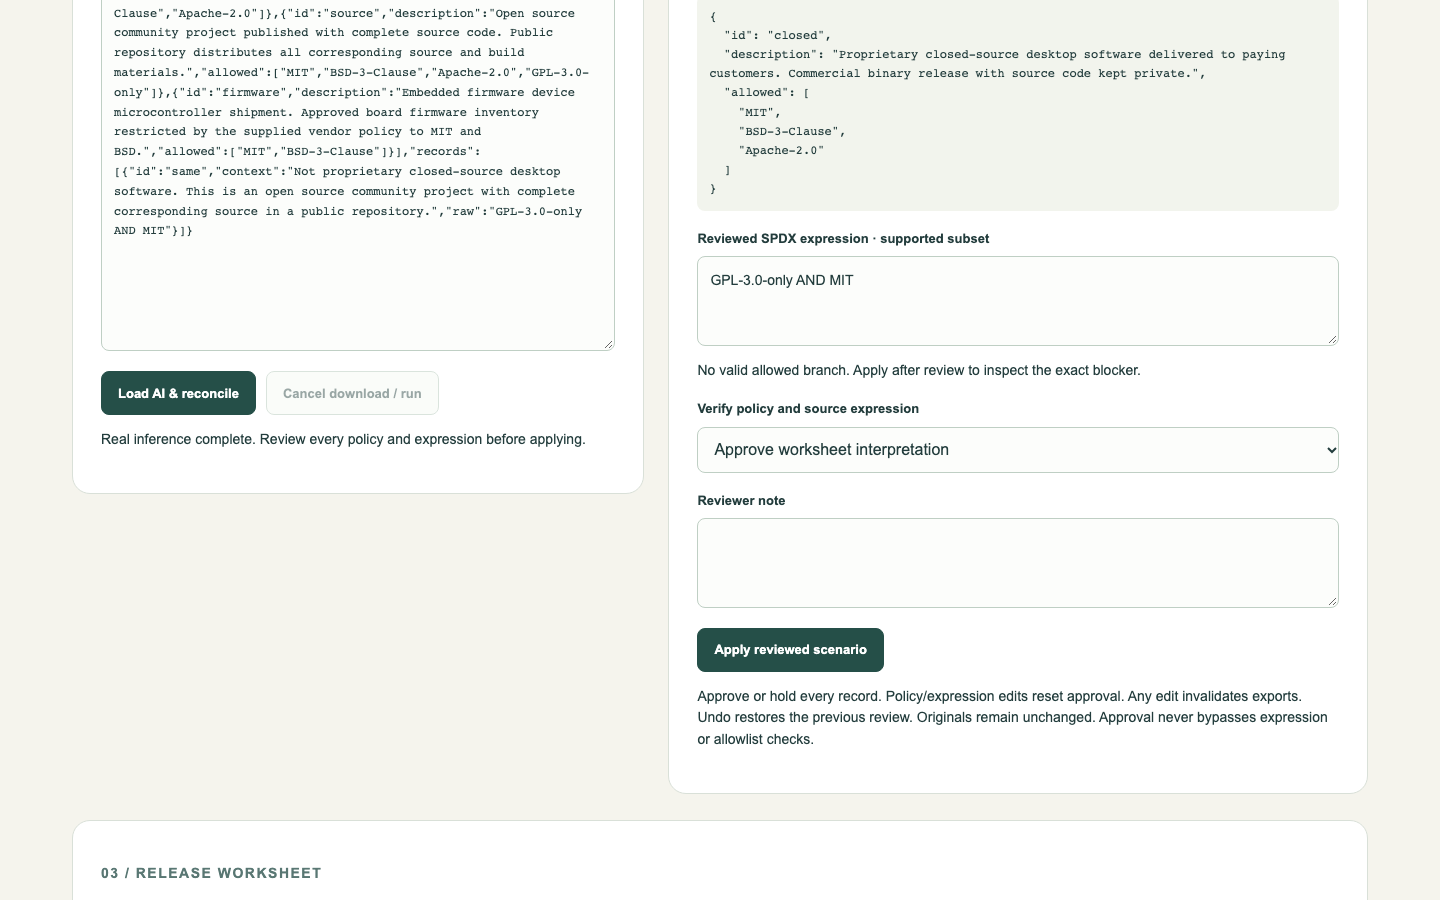 Clause","Apache-2.0"]},{"id":"source","description":"Open source
community project published with complete source code. Public
repository distributes all corresponding source and build
materials.","allowed":["MIT","BSD-3-Clause","Apache-2.0","GPL-3.0-
only"]},{"id":"firmware","description":"Embedded firmware device
microcontroller shipment. Approved board firmware inventory
restricted by the supplied vendor policy to MIT and
BSD.","allowed":["MIT","BSD-3-Clause"]}],"records":
[{"id":"same","context":"Not proprietary closed-source desktop
software. This is an open source community project with complete
corresponding source in a public repository.","raw":"GPL-3.0-only
AND MIT"}]}
Load AI & reconcile
Cancel download / run
Real inference complete. Review every policy and expression before applying.
{
  "id": "closed",
  "description": "Proprietary closed-source desktop software delivered to paying
customers. Commercial binary release with source code kept private.",
  "allowed": [
    "MIT",
    "BSD-3-Clause",
    "Apache-2.0"
  ]
}
Reviewed SPDX expression · supported subset
GPL-3.0-only AND MIT
No valid allowed branch. Apply after review to inspect the exact blocker.
Verify policy and source expression
Approve worksheet interpretation
Reviewer note
Apply reviewed scenario
Approve or hold every record. Policy/expression edits reset approval. Any edit invalidates exports.
Undo restores the previous review. Originals remain unchanged. Approval never bypasses expression
or allowlist checks.
03 / RELEASE WORKSHEET